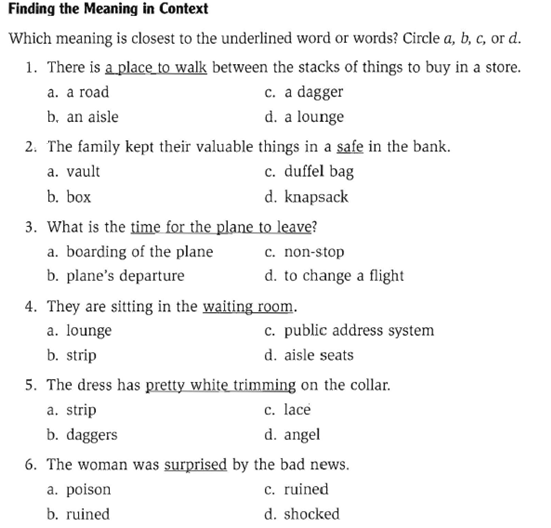 Finding the Meaning in Context
Which meaning is closest to the underlined word or words? Circle a, b, c, or d.
1. There is a place to walk between the stacks of things to buy in a store.
a. a road c. a dagger
b. an aisle d. a lounge
2. The family kept their valuable things in a safe in the bank.
a. vault c. duffel bag
b. box d. knapsack
3. What is the time for the plane to leave?
a. boarding of the plane c. non-stop
b. plane's departure d. to change a flight
4. They are sitting in the waiting room.
a. lounge c. public address system
b. strip d. aisle seats
5. The dress has pretty white trimming on the collar.
a. strip c. lace
b. daggers d. angel
6. The woman was surprised by the bad news.
a. poison c. ruined
b. ruined d. shocked